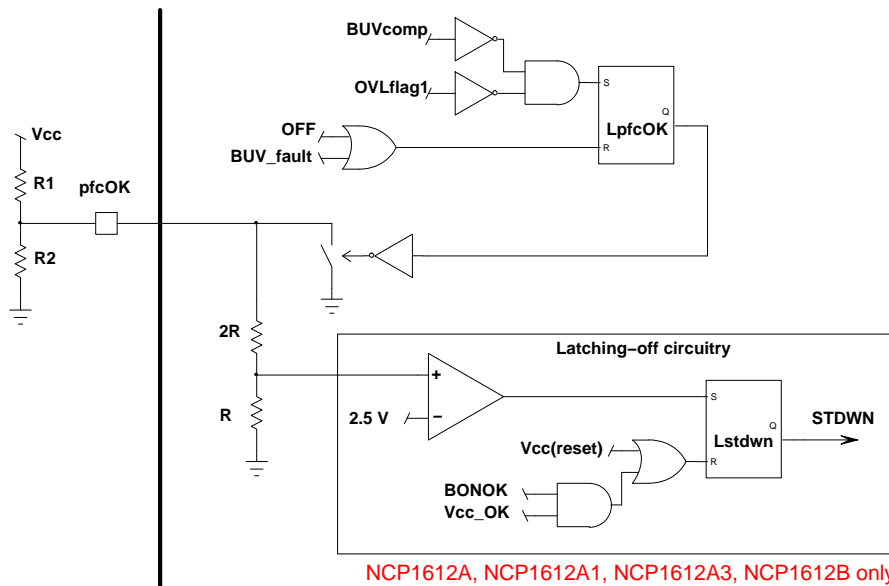 BUVcomp
OVLflag1
S
Q
LpfcOK
R
OFF
BUV_fault
Vcc
R1
pfcOK
R2
2R
R
Latching–off circuitry
+
2.5 V
–
S
Q
STDWN
Lstdwn
R
Vcc(reset)
BONOK
Vcc_OK
NCP1612A, NCP1612A1, NCP1612A3, NCP1612B only